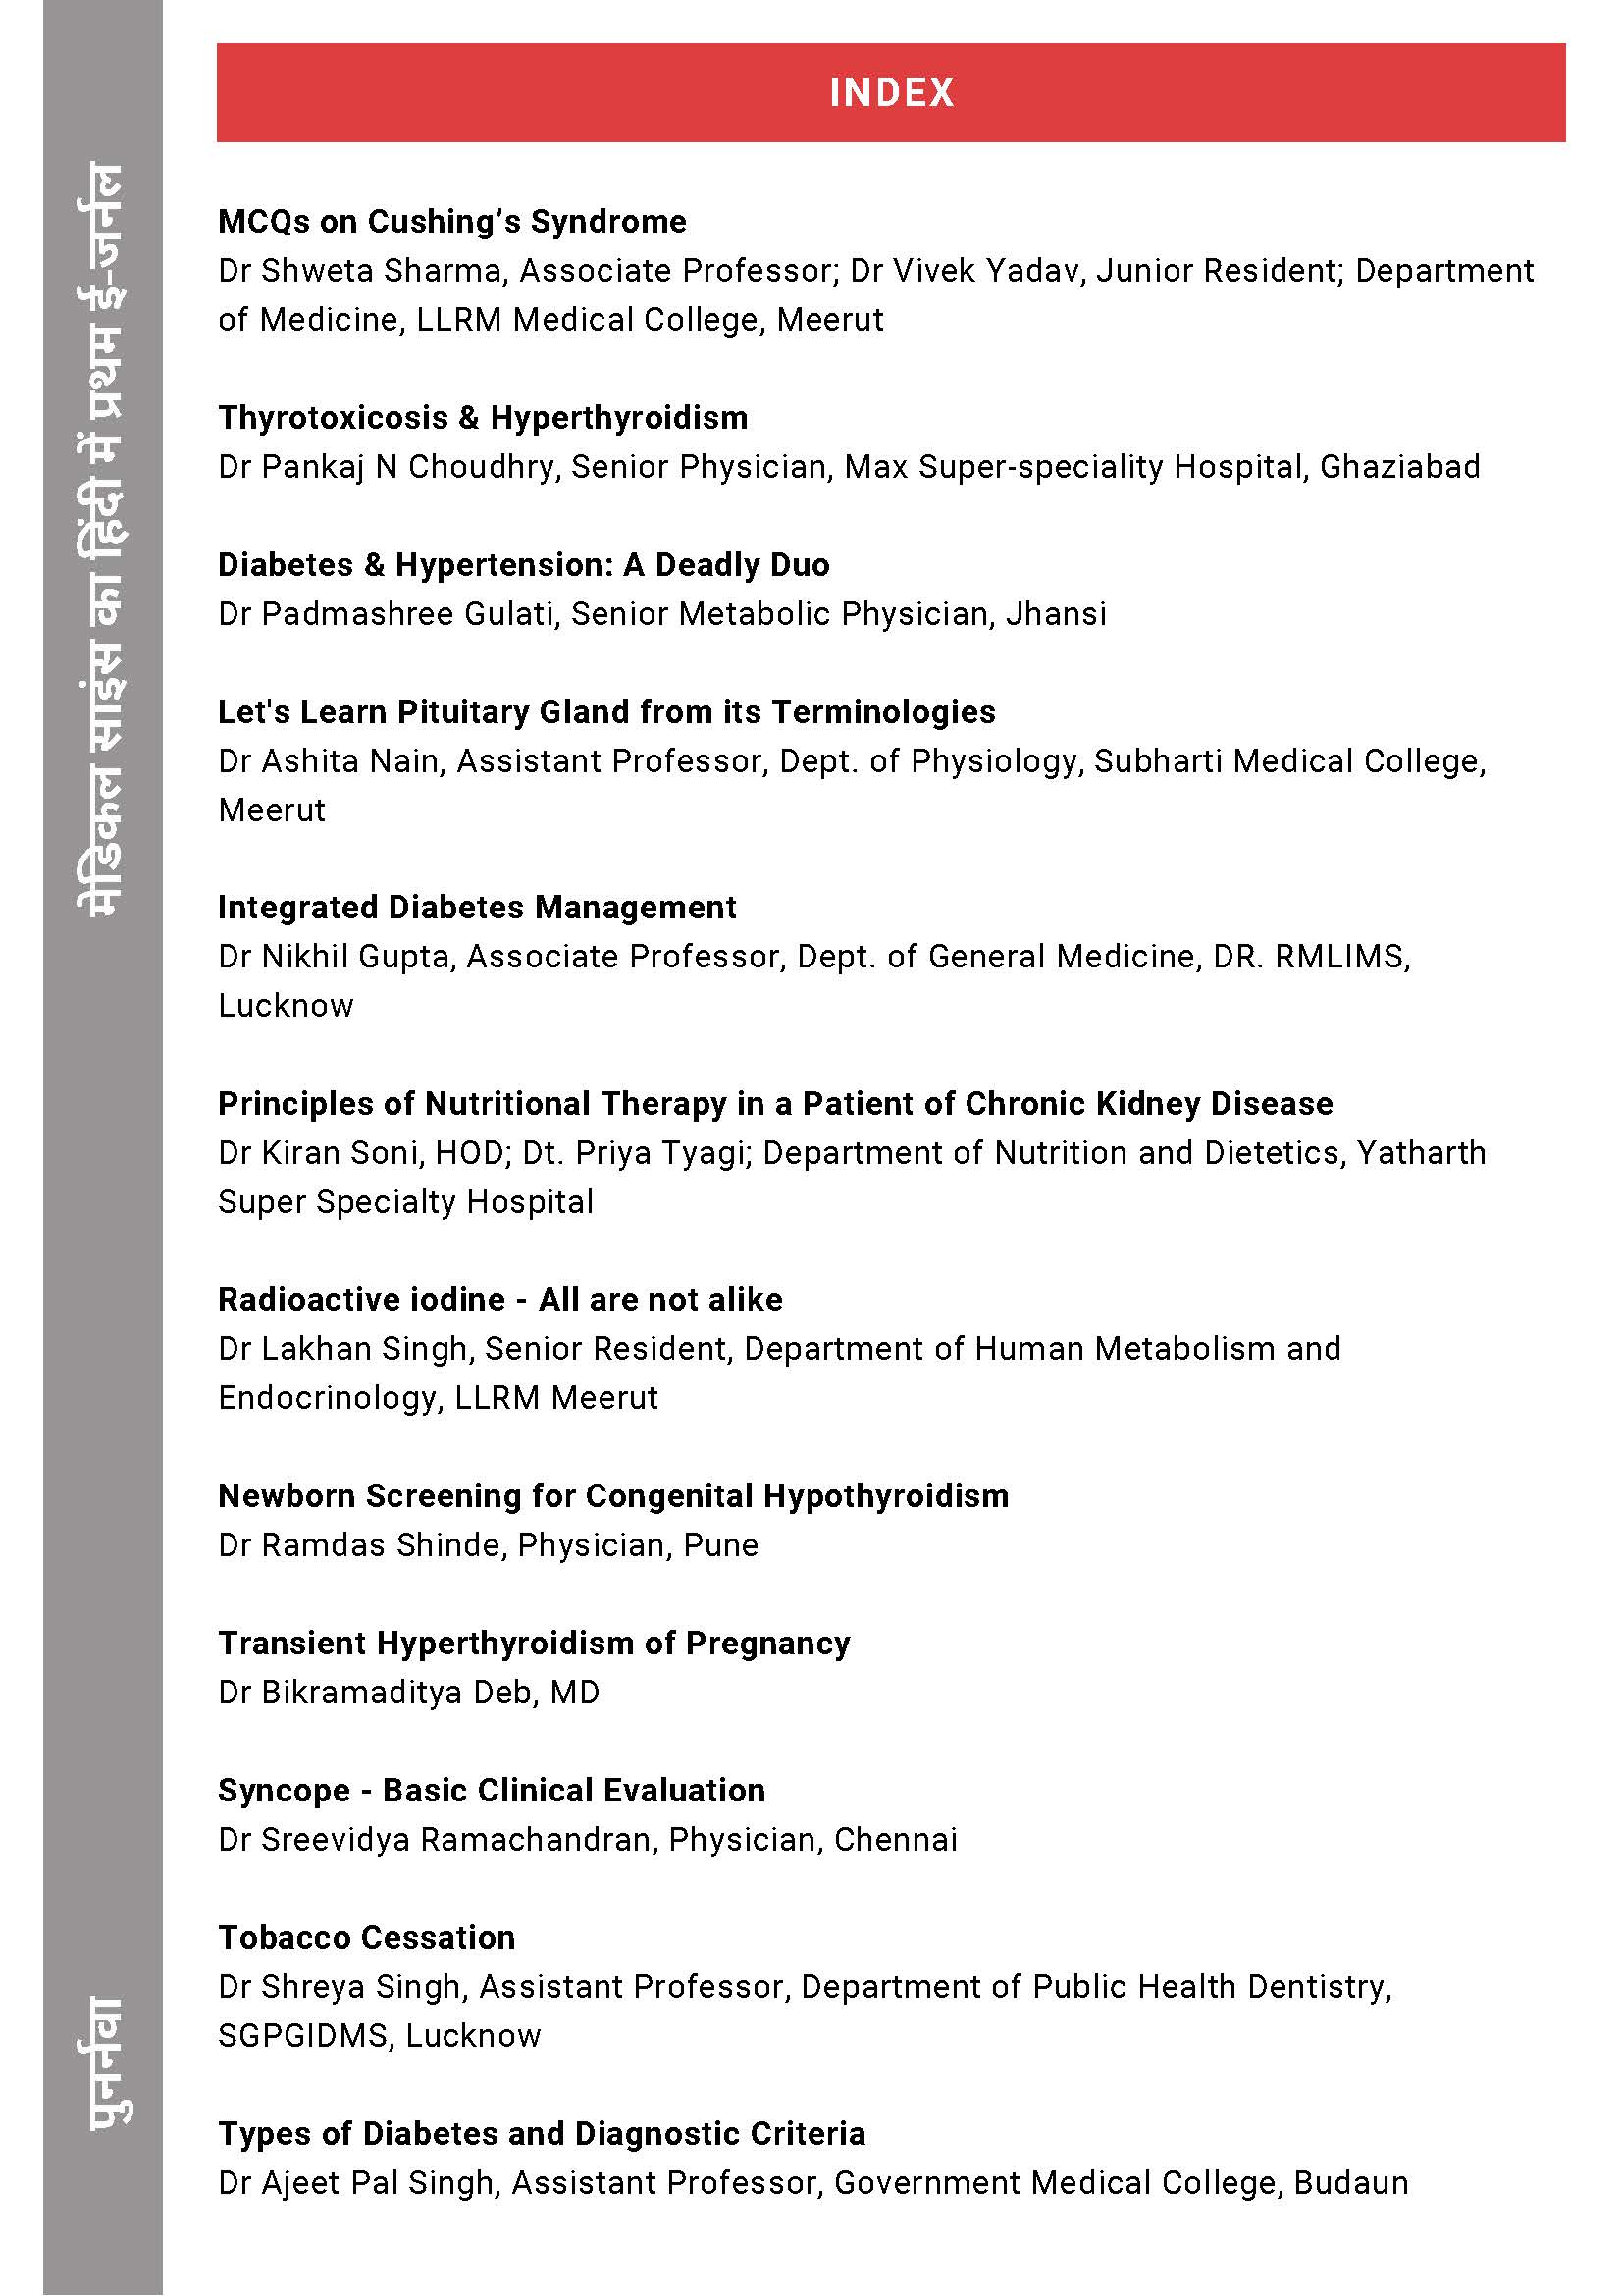 INDEX
MCQs on Cushing’s Syndrome
Dr Shweta Sharma, Associate Professor; Dr Vivek Yadav, Junior Resident; Department
of Medicine, LLRM Medical College, Meerut
Thyrotoxicosis & Hyperthyroidism
Dr Pankaj N Choudhry, Senior Physician, Max Super-speciality Hospital, Ghaziabad
Diabetes & Hypertension: A Deadly Duo
Dr Padmashree Gulati, Senior Metabolic Physician, Jhansi
Let's Learn Pituitary Gland from its Terminologies
Dr Ashita Nain, Assistant Professor, Dept. of Physiology, Subharti Medical College,
Meerut
Integrated Diabetes Management
Dr Nikhil Gupta, Associate Professor, Dept. of General Medicine, DR. RMLIMS,
Lucknow
Principles of Nutritional Therapy in a Patient of Chronic Kidney Disease
Dr Kiran Soni, HOD; Dt. Priya Tyagi; Department of Nutrition and Dietetics, Yatharth
Super Specialty Hospital
Radioactive iodine - All are not alike
Dr Lakhan Singh, Senior Resident, Department of Human Metabolism and
Endocrinology, LLRM Meerut
Newborn Screening for Congenital Hypothyroidism
Dr Ramdas Shinde, Physician, Pune
Transient Hyperthyroidism of Pregnancy
Dr Bikramaditya Deb, MD
Syncope - Basic Clinical Evaluation
Dr Sreevidya Ramachandran, Physician, Chennai
Tobacco Cessation
Dr Shreya Singh, Assistant Professor, Department of Public Health Dentistry,
SGPGIDMS, Lucknow
Types of Diabetes and Diagnostic Criteria
Dr Ajeet Pal Singh, Assistant Professor, Government Medical College, Budaun
पुनर्नवा
मेडिकल साइंस का हिंदी में प्रथम ई-जर्नल